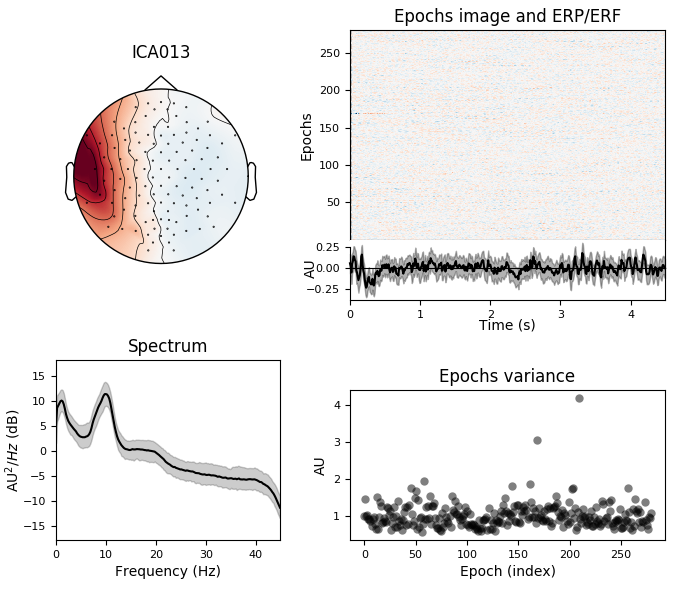 ICA013
Epochs image and ERP/ERF
250
200
150
100
50
Epochs
0.25
0.00
−0.25
AU
0 1 2 3 4
Time (s)
Spectrum
15
10
5
0
−5
−10
−15
AU²/Hz (dB)
0 10 20 30 40
Frequency (Hz)
Epochs variance
4
3
2
1
AU
0 50 100 150 200 250
Epoch (index)